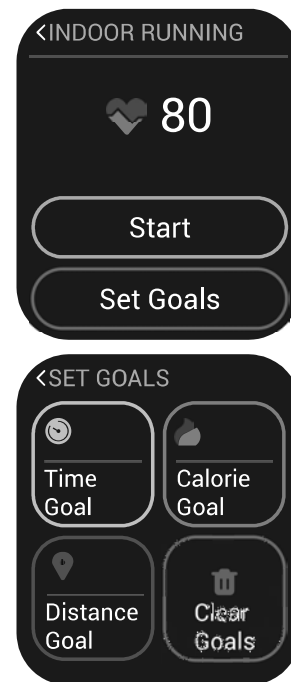 <INDOOR RUNNING
80
Start
Set Goals
<SET GOALS
Time
Goal
Calorie
Goal
Distance
Goal
Clear
Goals